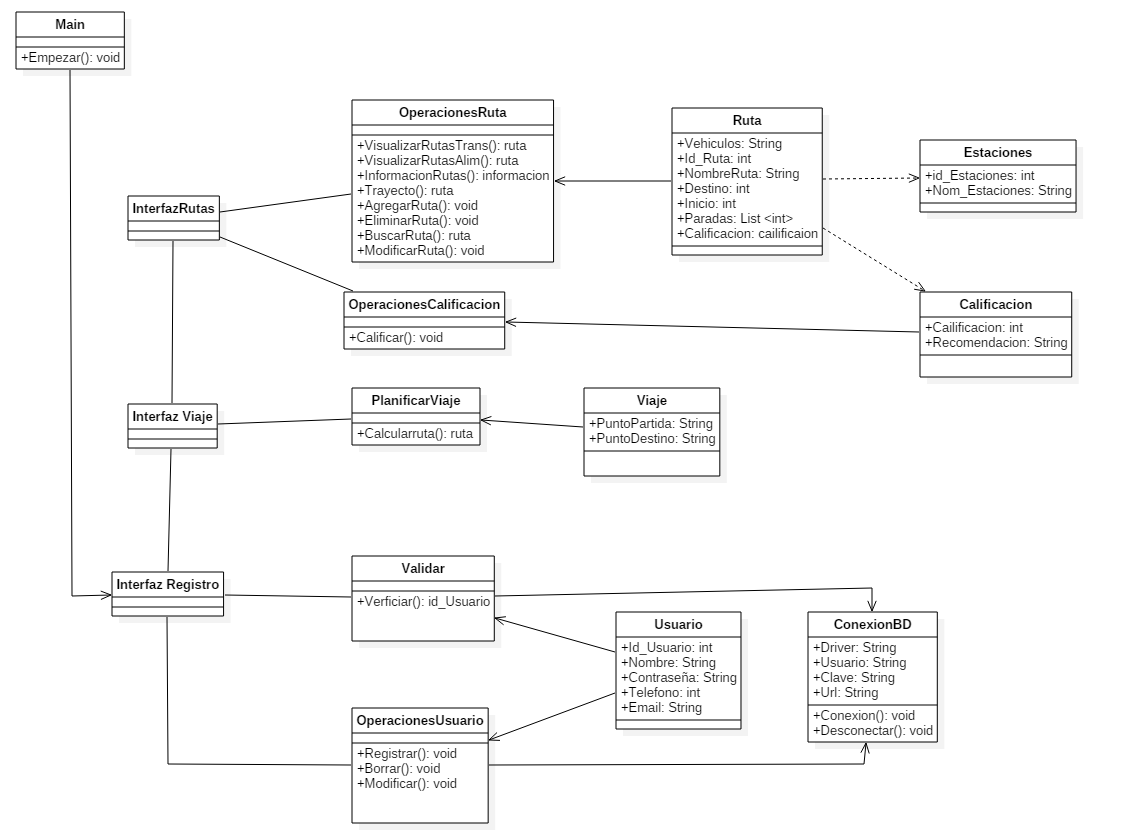 Main
+Empezar(): void
OperacionesRuta
+VisualizarRutasTrans(): ruta
+VisualizarRutasAlim(): ruta
+InformacionRutas(): informacion
+Trayecto(): ruta
+AgregarRuta(): void
+EliminarRuta(): void
+BuscarRuta(): ruta
+ModificarRuta(): void
Ruta
+Vehiculos: String
+Id_Ruta: int
+NombreRuta: String
+Destino: int
+Inicio: int
+Paradas: List <int>
+Calificacion: cailificaion
Estaciones
+id_Estaciones: int
+Nom_Estaciones: String
InterfazRutas
OperacionesCalificacion
+Calificar(): void
Calificacion
+Cailificacion: int
+Recomendacion: String
Interfaz Viaje
PlanificarViaje
+Calcularruta(): ruta
Viaje
+PuntoPartida: String
+PuntoDestino: String
Interfaz Registro
Validar
+Verficiar(): id_Usuario
Usuario
+Id_Usuario: int
+Nombre: String
+Contraseña: String
+Telefono: int
+Email: String
ConexionBD
+Driver: String
+Usuario: String
+Clave: String
+Url: String
+Conexion(): void
+Desconectar(): void
OperacionesUsuario
+Registrar(): void
+Borrar(): void
+Modificar(): void